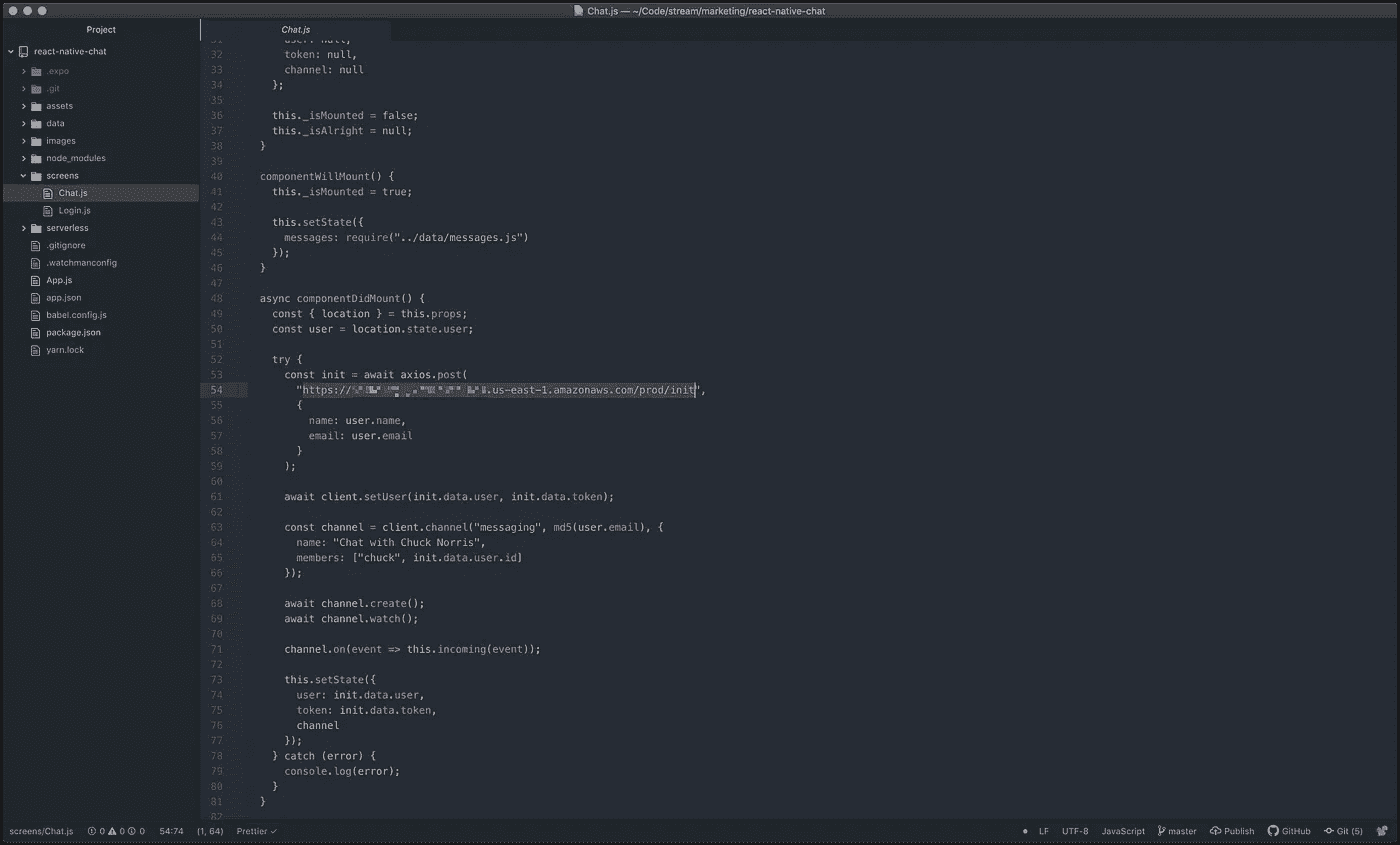 Chat.js — ~/Code/stream/marketing/react-native-chat
Project
react-native-chat
.expo
.git
assets
data
images
node_modules
screens
Chat.js
Login.js
serverless
.gitignore
.watchmanconfig
App.js
app.json
babel.config.js
package.json
yarn.lock
Chat.js
31 user: null,
32 token: null,
33 channel: null
34 };
35
36 this._isMounted = false;
37 this._isAlright = null;
38 }
39
40 componentWillMount() {
41 this._isMounted = true;
42
43 this.setState({
44 messages: require("../data/messages.js")
45 });
46 }
47
48 async componentDidMount() {
49 const { location } = this.props;
50 const user = location.state.user;
51
52 try {
53 const init = await axios.post(
54 "https:// .us-east-1.amazonaws.com/prod/init",
55 {
56 name: user.name,
57 email: user.email
58 }
59 );
60
61 await client.setUser(init.data.user, init.data.token);
62
63 const channel = client.channel("messaging", md5(user.email), {
64 name: "Chat with Chuck Norris",
65 members: ["chuck", init.data.user.id]
66 });
67
68 await channel.create();
69 await channel.watch();
70
71 channel.on(event => this.incoming(event));
72
73 this.setState({
74 user: init.data.user,
75 token: init.data.token,
76 channel
77 });
78 } catch (error) {
79 console.log(error);
80 }
81 }
82
screens/Chat.js 0 0 0 54:74 (1, 64) Prettier ✓ LF UTF-8 JavaScript master Publish GitHub Git (5)